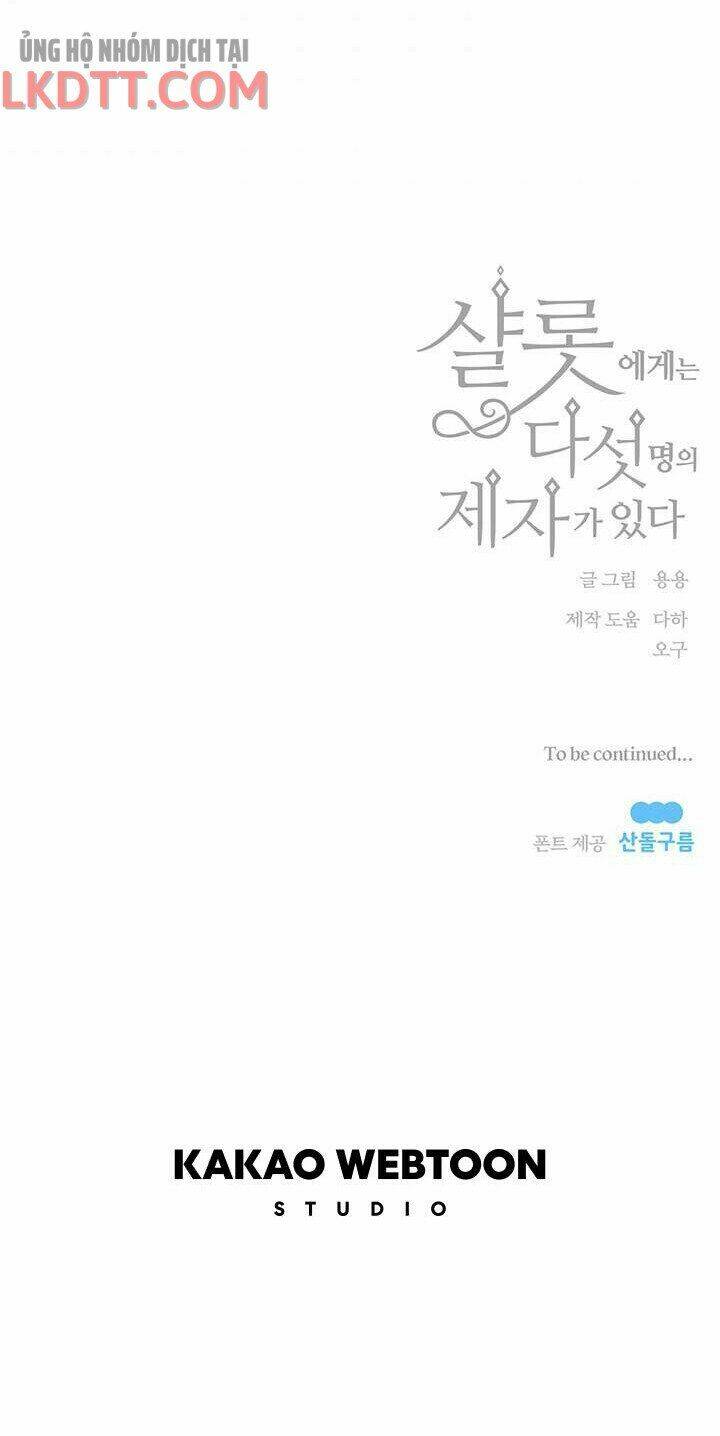 ỦNG HỘ NHÓM DỊCH TẠI
LKDTT.COM
샬롯에게는
다섯명의
제자가 있다
글 그림 용용
제작 도움 다하
오구
To be continued...
폰트 제공 산돌구름
KAKAO WEBTOON
STUDIO